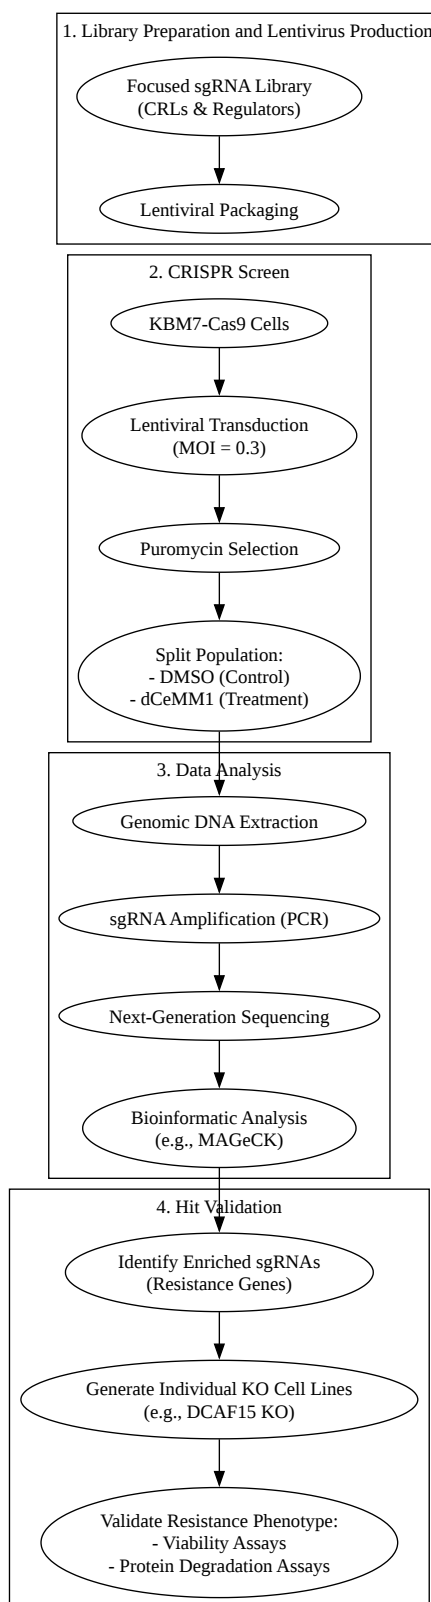 1. Library Preparation and Lentivirus Production
Focused sgRNA Library
(CRLs & Regulators)
Lentiviral Packaging
2. CRISPR Screen
KBM7-Cas9 Cells
Lentiviral Transduction
(MOI = 0.3)
Puromycin Selection
Split Population:
- DMSO (Control)
- dCeMM1 (Treatment)
3. Data Analysis
Genomic DNA Extraction
sgRNA Amplification (PCR)
Next-Generation Sequencing
Bioinformatic Analysis
(e.g., MAGeCK)
4. Hit Validation
Identify Enriched sgRNAs
(Resistance Genes)
Generate Individual KO Cell Lines
(e.g., DCAF15 KO)
Validate Resistance Phenotype:
- Viability Assays
- Protein Degradation Assays